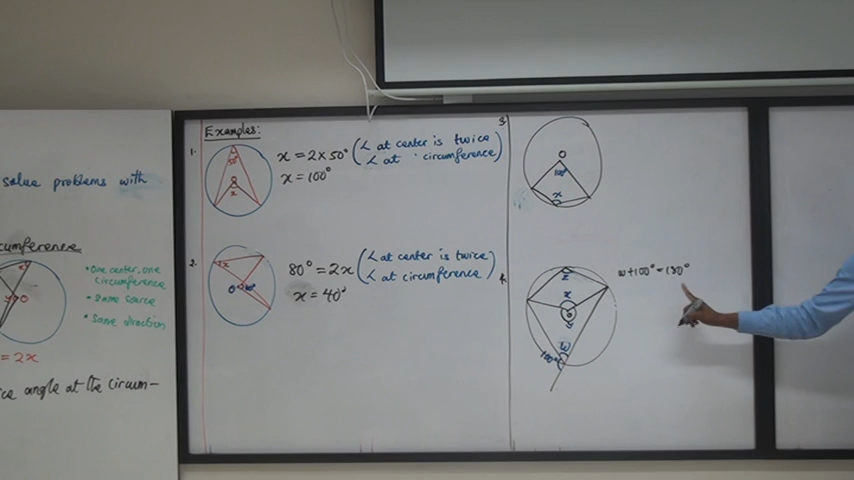 solve problems with
cumference
x
y
O
• One center, one
circumference
- Same source
• Same direction
= 2x
ce angle at the circum-
Examples:
1.
50°
x
x = 2 × 50° (∠ at center is twice
∠ at circumference)
x = 100°
2.
x
O
80°
80° = 2x (∠ at center is twice
∠ at circumference)
x = 40°
3.
O
100°
x
4.
z
x
y
w
100°
w + 100° = 180°